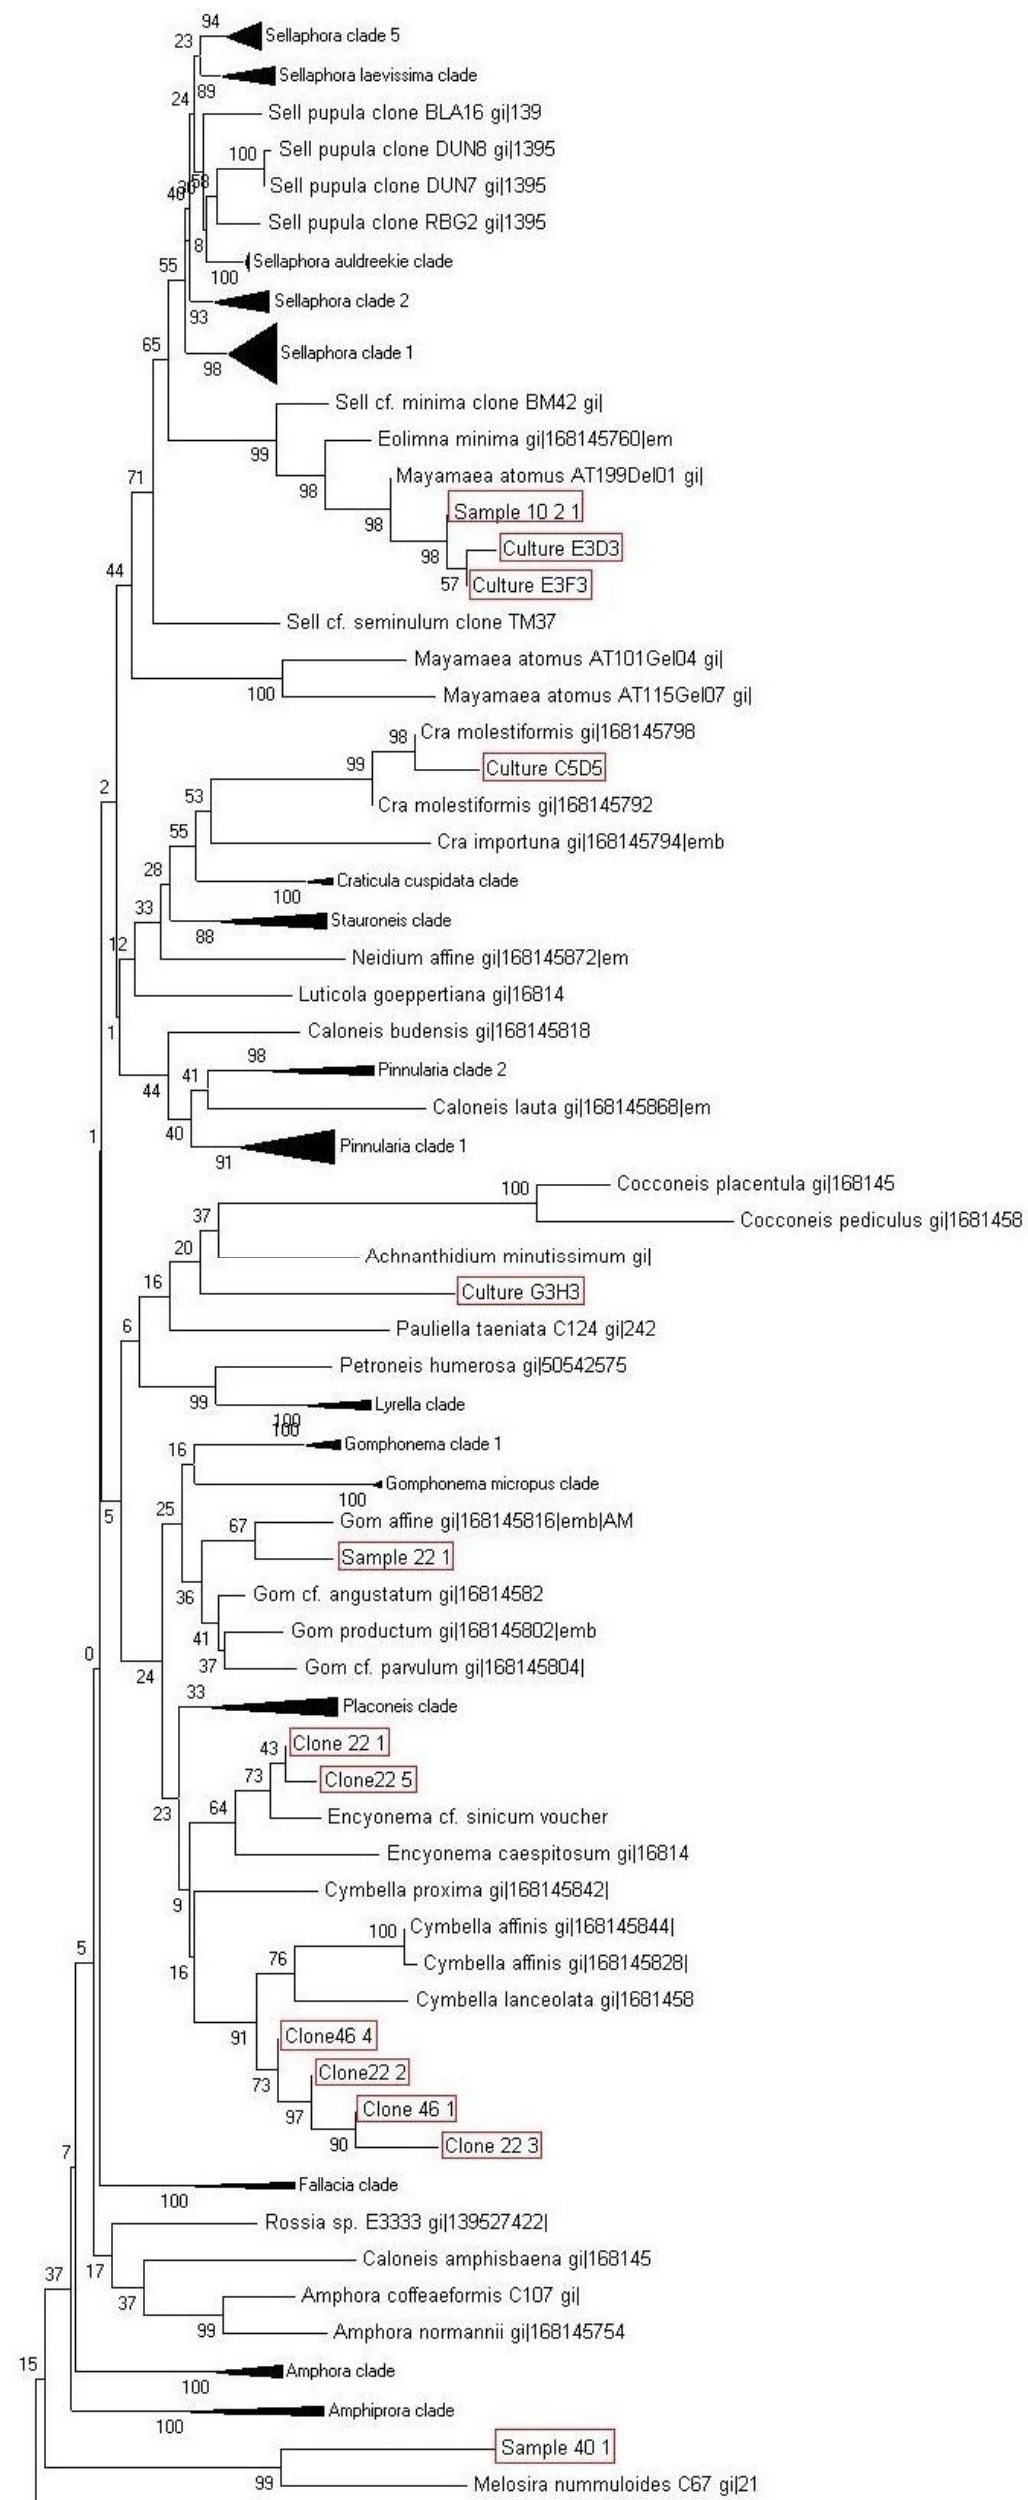 94
Sellaphora clade 5
23
Sellaphora laevissima clade
89
24
Sell pupula clone BLA16 gi|139
100
Sell pupula clone DUN8 gi|1395
58
40
Sell pupula clone DUN7 gi|1395
Sell pupula clone RBG2 gi|1395
8
Sellaphora auldreekie clade
55
100
Sellaphora clade 2
93
65
Sellaphora clade 1
98
Sell cf. minima clone BM42 gi|
Eolimna minima gi|168145760|em
99
71
Mayamaea atomus AT199Del01 gi|
98
Sample 10 2 1
98
Culture E3D3
98
44
57
Culture E3F3
Sell cf. seminulum clone TM37
Mayamaea atomus AT101Gel04 gi|
100
Mayamaea atomus AT115Gel07 gi|
98
Cra molestiformis gi|168145798
99
Culture C5D5
2
53
Cra molestiformis gi|168145792
55
Cra importuna gi|168145794|emb
28
Craticula cuspidata clade
100
33
Stauroneis clade
88
12
Neidium affine gi|168145872|em
Luticola goeppertiana gi|16814
1
Caloneis budensis gi|168145818
98
Pinnularia clade 2
41
44
Caloneis lauta gi|168145868|em
40
1
Pinnularia clade 1
91
100
Cocconeis placentula gi|168145
37
Cocconeis pediculus gi|1681458
20
Achnanthidium minutissimum gi|
16
Culture G3H3
6
Pauliella taeniata C124 gi|242
Petroneis humerosa gi|50542575
99
Lyrella clade
100
100
16
Gomphonema clade 1
Gomphonema micropus clade
100
25
5
67
Gom affine gi|168145816|emb|AM
Sample 22 1
36
Gom cf. angustatum gi|16814582
41
Gom productum gi|168145802|emb
0
37
Gom cf. parvulum gi|168145804|
24
33
Placoneis clade
43
Clone 22 1
73
Clone22 5
64
23
Encyonema cf. sinicum voucher
Encyonema caespitosum gi|16814
9
Cymbella proxima gi|168145842|
100
Cymbella affinis gi|168145844|
5
76
Cymbella affinis gi|168145828|
16
Cymbella lanceolata gi|1681458
91
Clone46 4
73
Clone22 2
97
Clone 46 1
90
Clone 22 3
7
Fallacia clade
100
Rossia sp. E3333 gi|139527422|
17
Caloneis amphisbaena gi|168145
37
37
Amphora coffeaeformis C107 gi|
99
Amphora normannii gi|168145754
15
Amphora clade
100
Amphiprora clade
100
Sample 40 1
99
Melosira nummuloides C67 gi|21